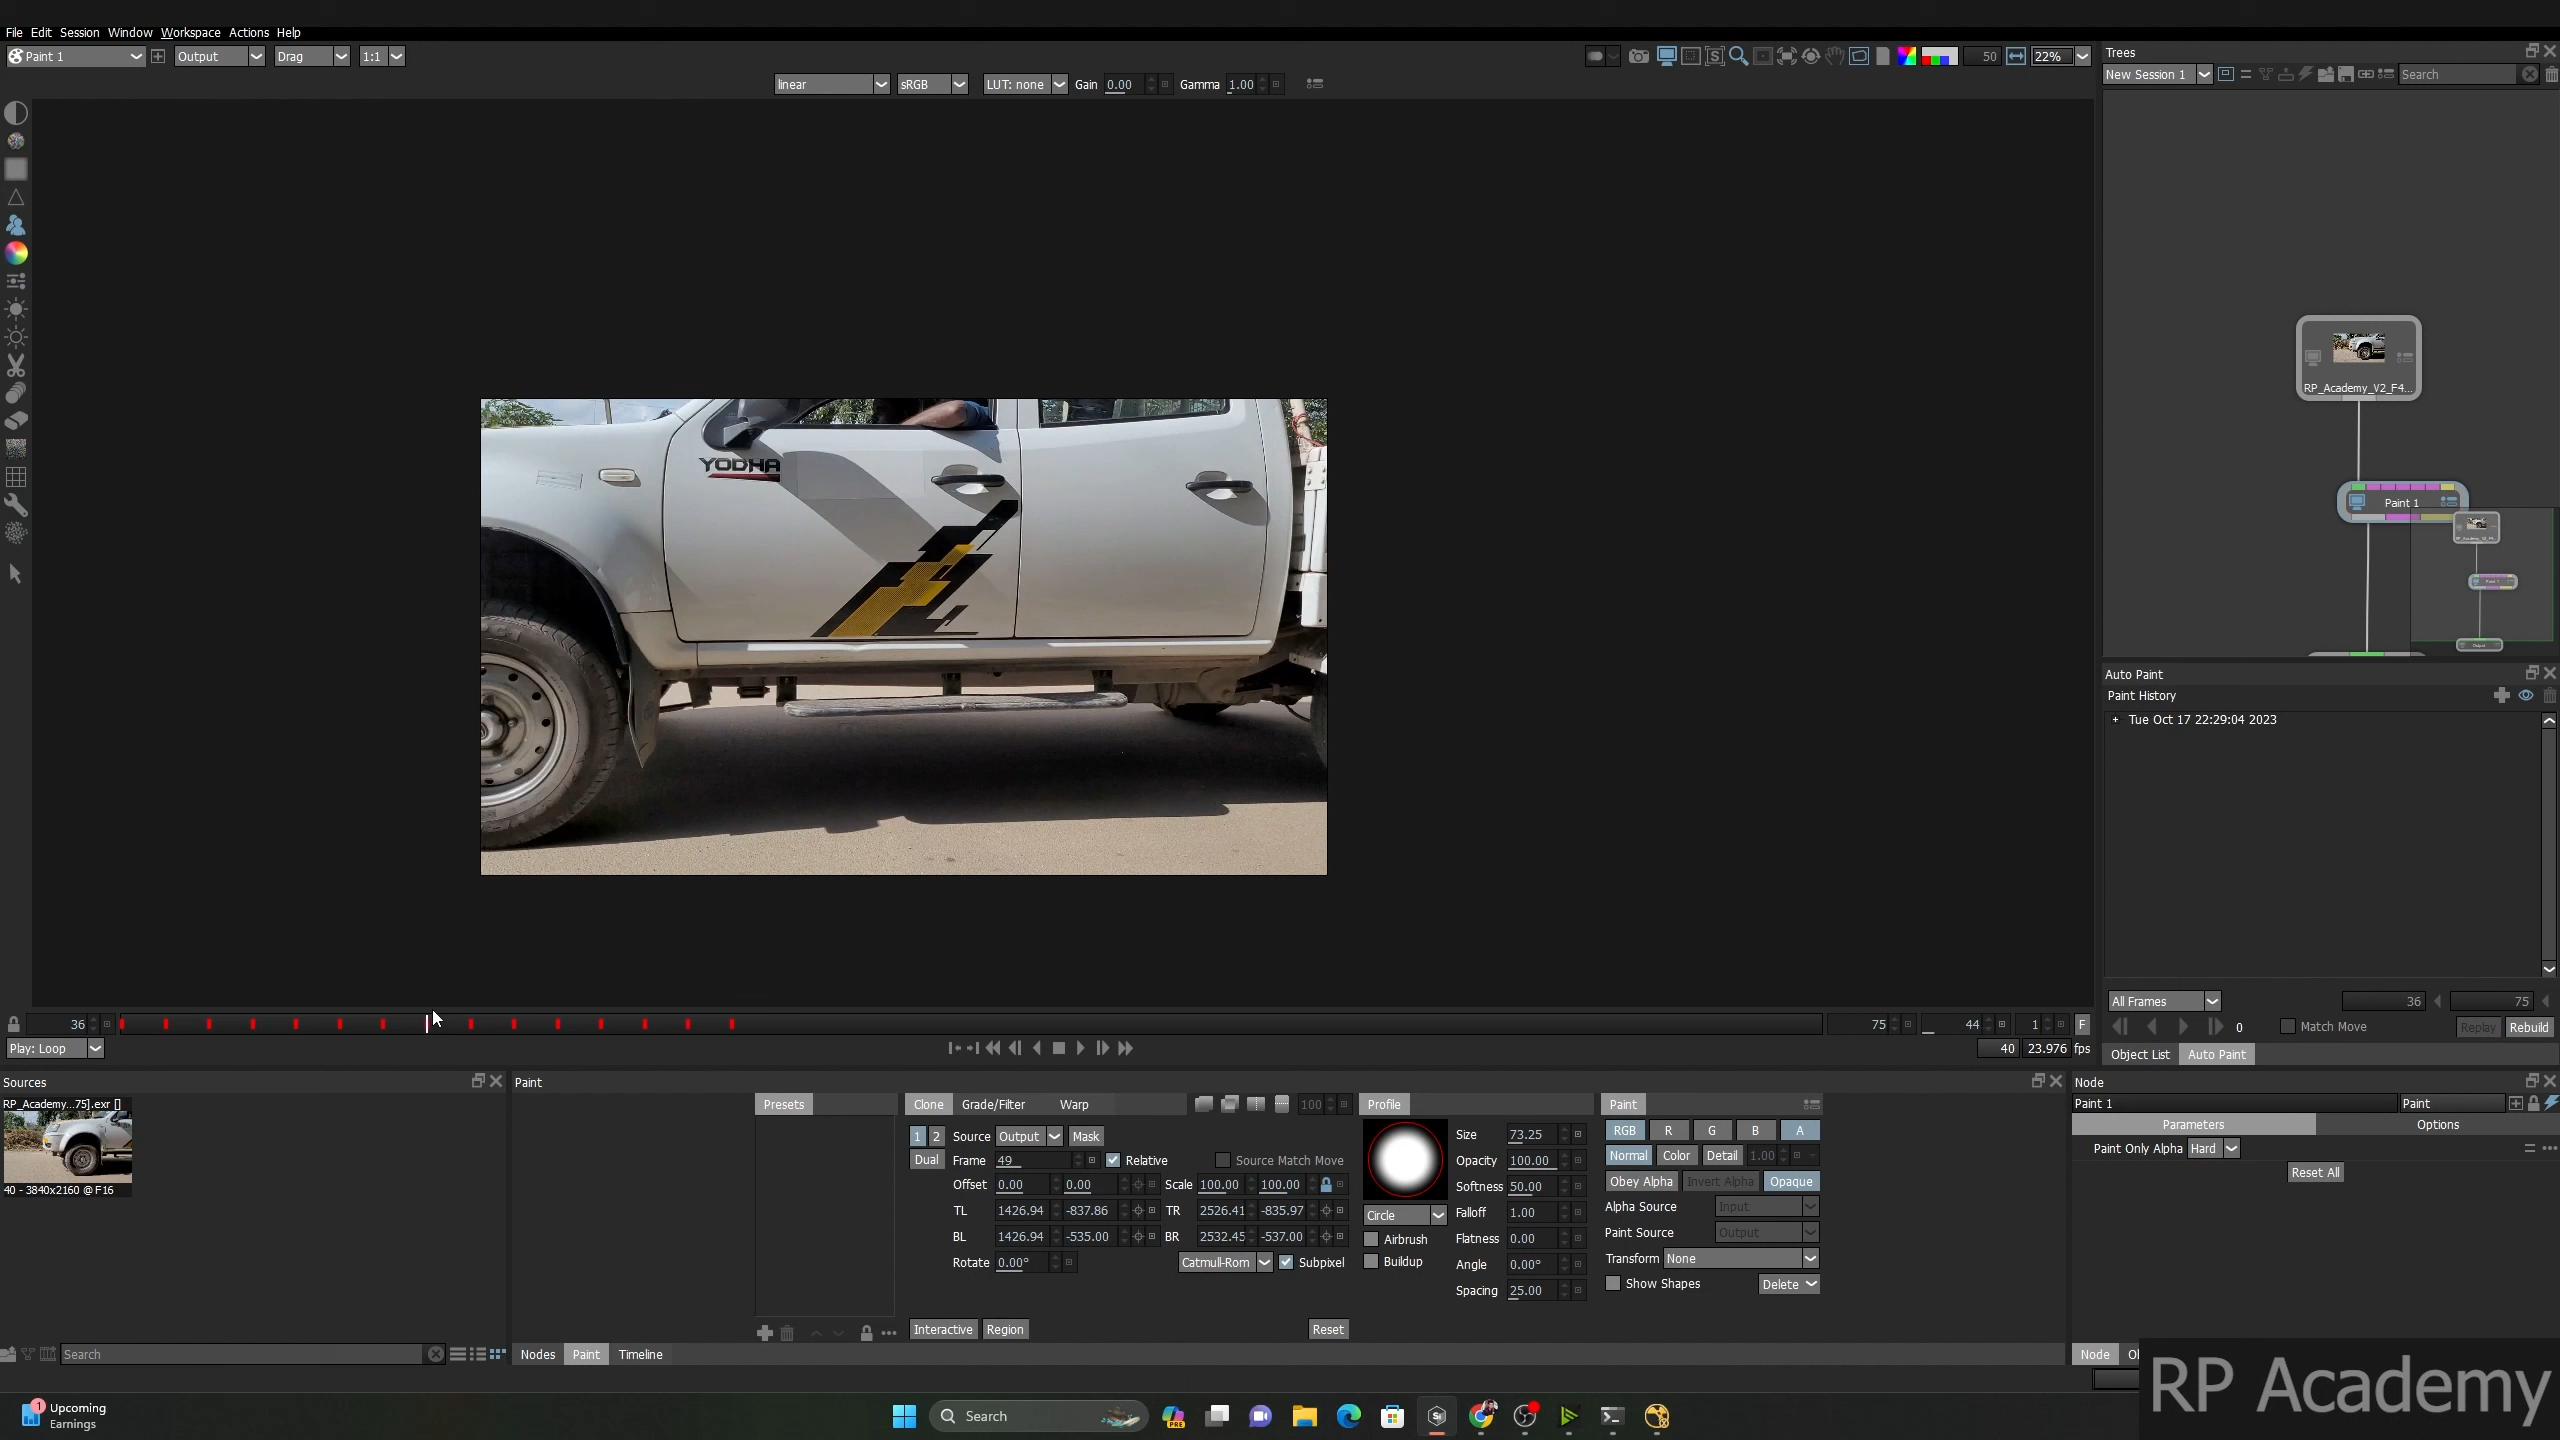 File Edit Session Window Workspace Actions Help
Paint 1 Output Drag 1:1
50 22%
linear sRGB LUT: none Gain 0.00 Gamma 1.00
Trees
New Session 1 Search
YODHA
RP_Academy_V2_F4...
Paint 1
Auto Paint
Paint History
Tue Oct 17 22:29:04 2023
All Frames 36 75
0 Match Move Replay Rebuild
Object List Auto Paint
36 75 44 1 F
Play: Loop 40 23.976 fps
Sources
RP_Academy...75].exr []
40 - 3840x2160 @ F16
Search
Paint
Presets
Clone Grade/Filter Warp 100
1 2 Source Output Mask
Dual Frame 49 Relative Source Match Move
Offset 0.00 0.00 Scale 100.00 100.00
TL 1426.94 -837.86 TR 2526.41 -835.97
BL 1426.94 -535.00 BR 2532.45 -537.00
Rotate 0.00° Catmull-Rom Subpixel
Interactive Region Reset
Profile
Size 73.25
Opacity 100.00
Softness 50.00
Circle Falloff 1.00
Airbrush Flatness 0.00
Buildup Angle 0.00°
Spacing 25.00
Paint
RGB R G B A
Normal Color Detail 1.00
Obey Alpha Invert Alpha Opaque
Alpha Source Input
Paint Source Output
Transform None
Show Shapes Delete
Nodes Paint Timeline
Node
Paint 1 Paint
Parameters Options
Paint Only Alpha Hard
Reset All
Node
RP Academy
1 Upcoming
Earnings
Search
PRE